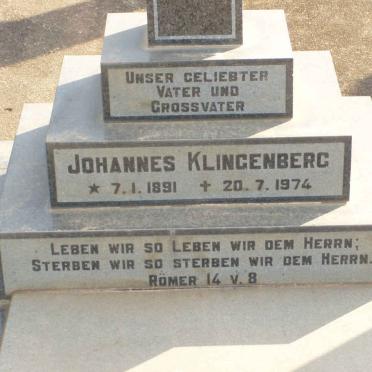 UNSER GELIEBTER
VATER UND
GROSSVATER
JOHANNES KLINGENBERG
* 7.1.1891 ✝ 20.7.1974
LEBEN WIR SO LEBEN WIR DEM HERRN;
STERBEN WIR SO STERBEN WIR DEM HERRN.
RÖMER 14 V. 8